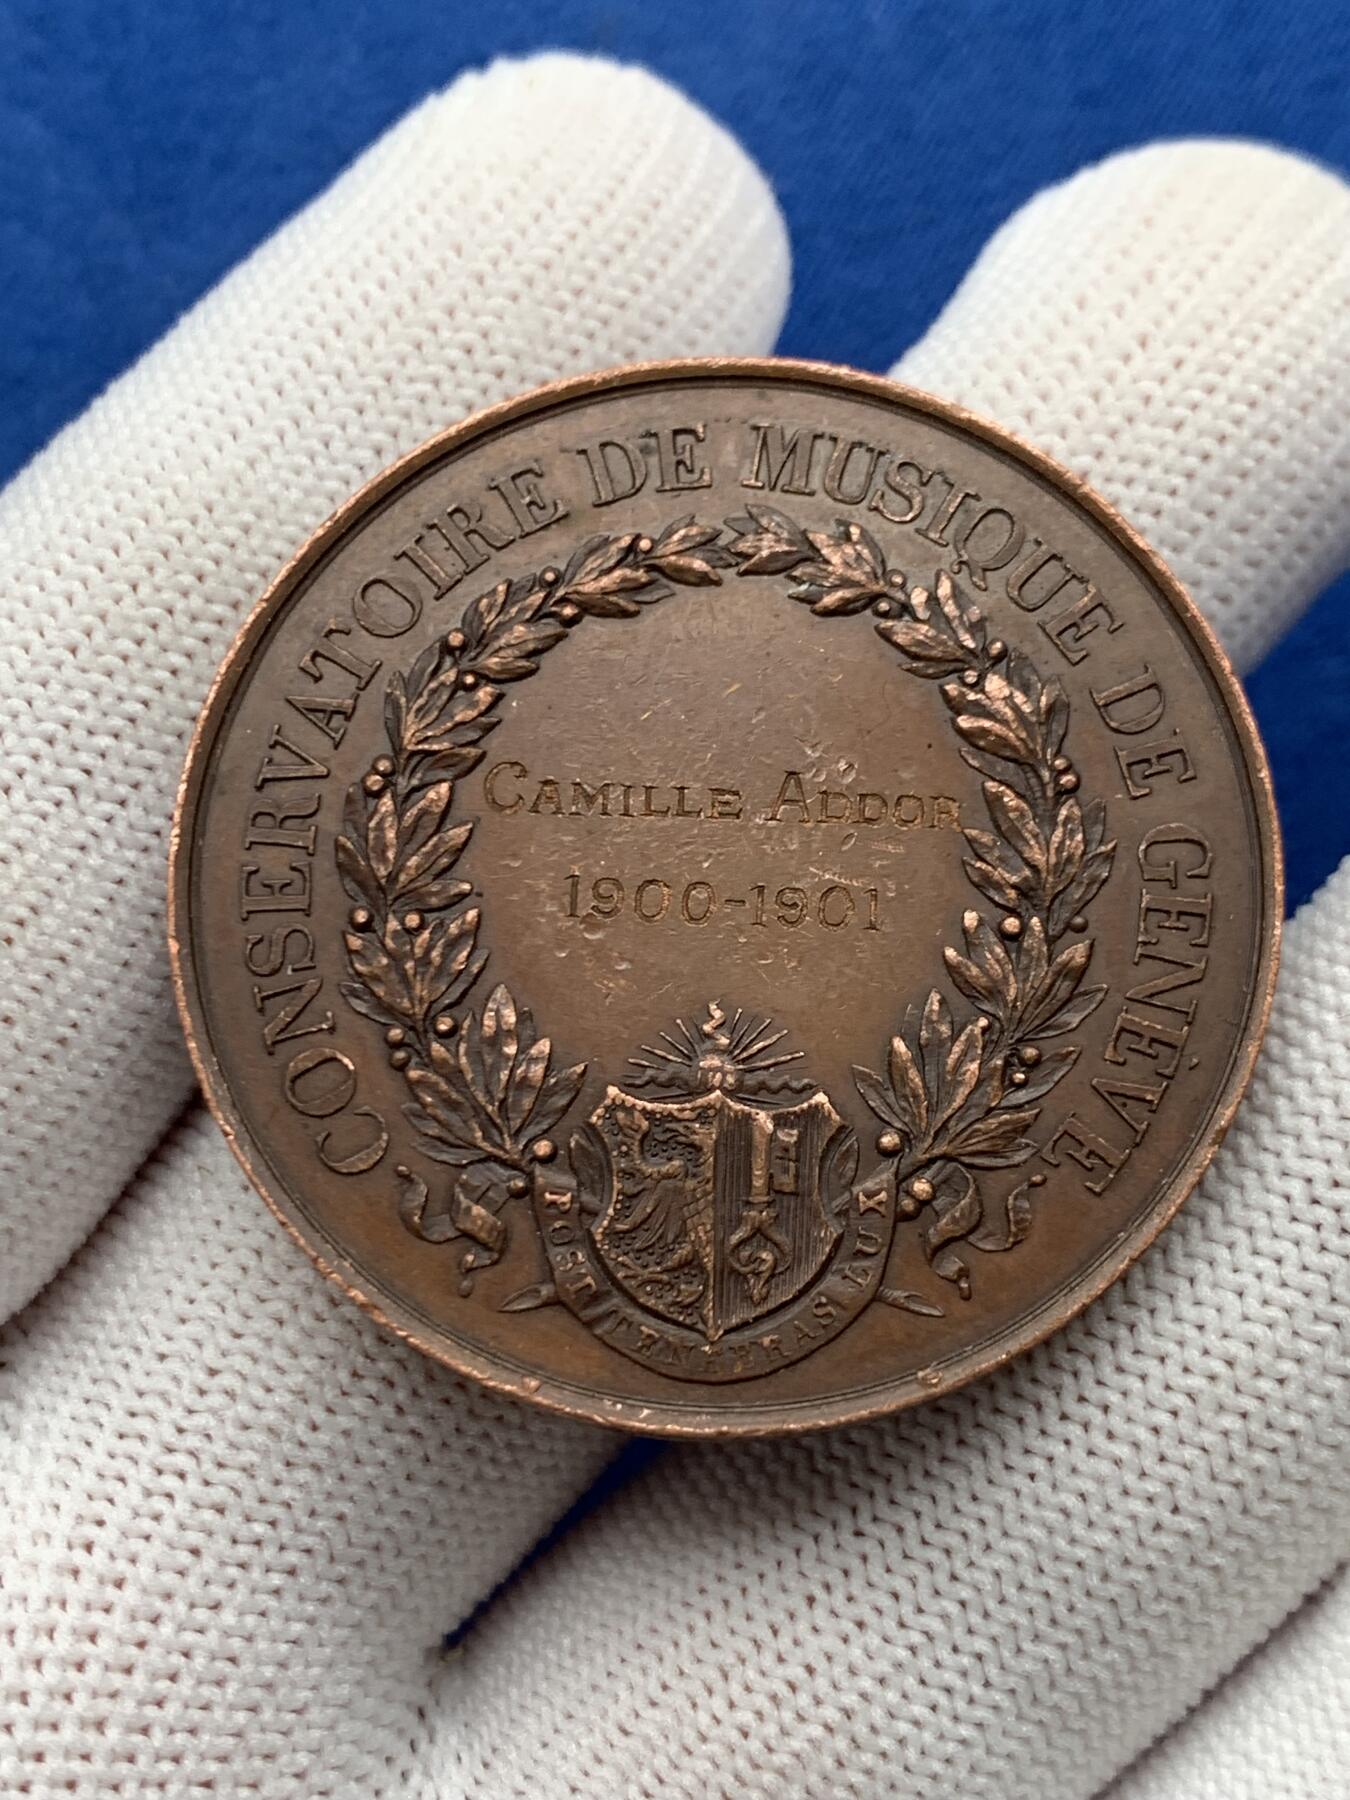 CONSERVATOIRE DE MUSIQUE DE GENÈVE
CAMILLE ADDOR
1900-1901
POST TENEBRAS LUX